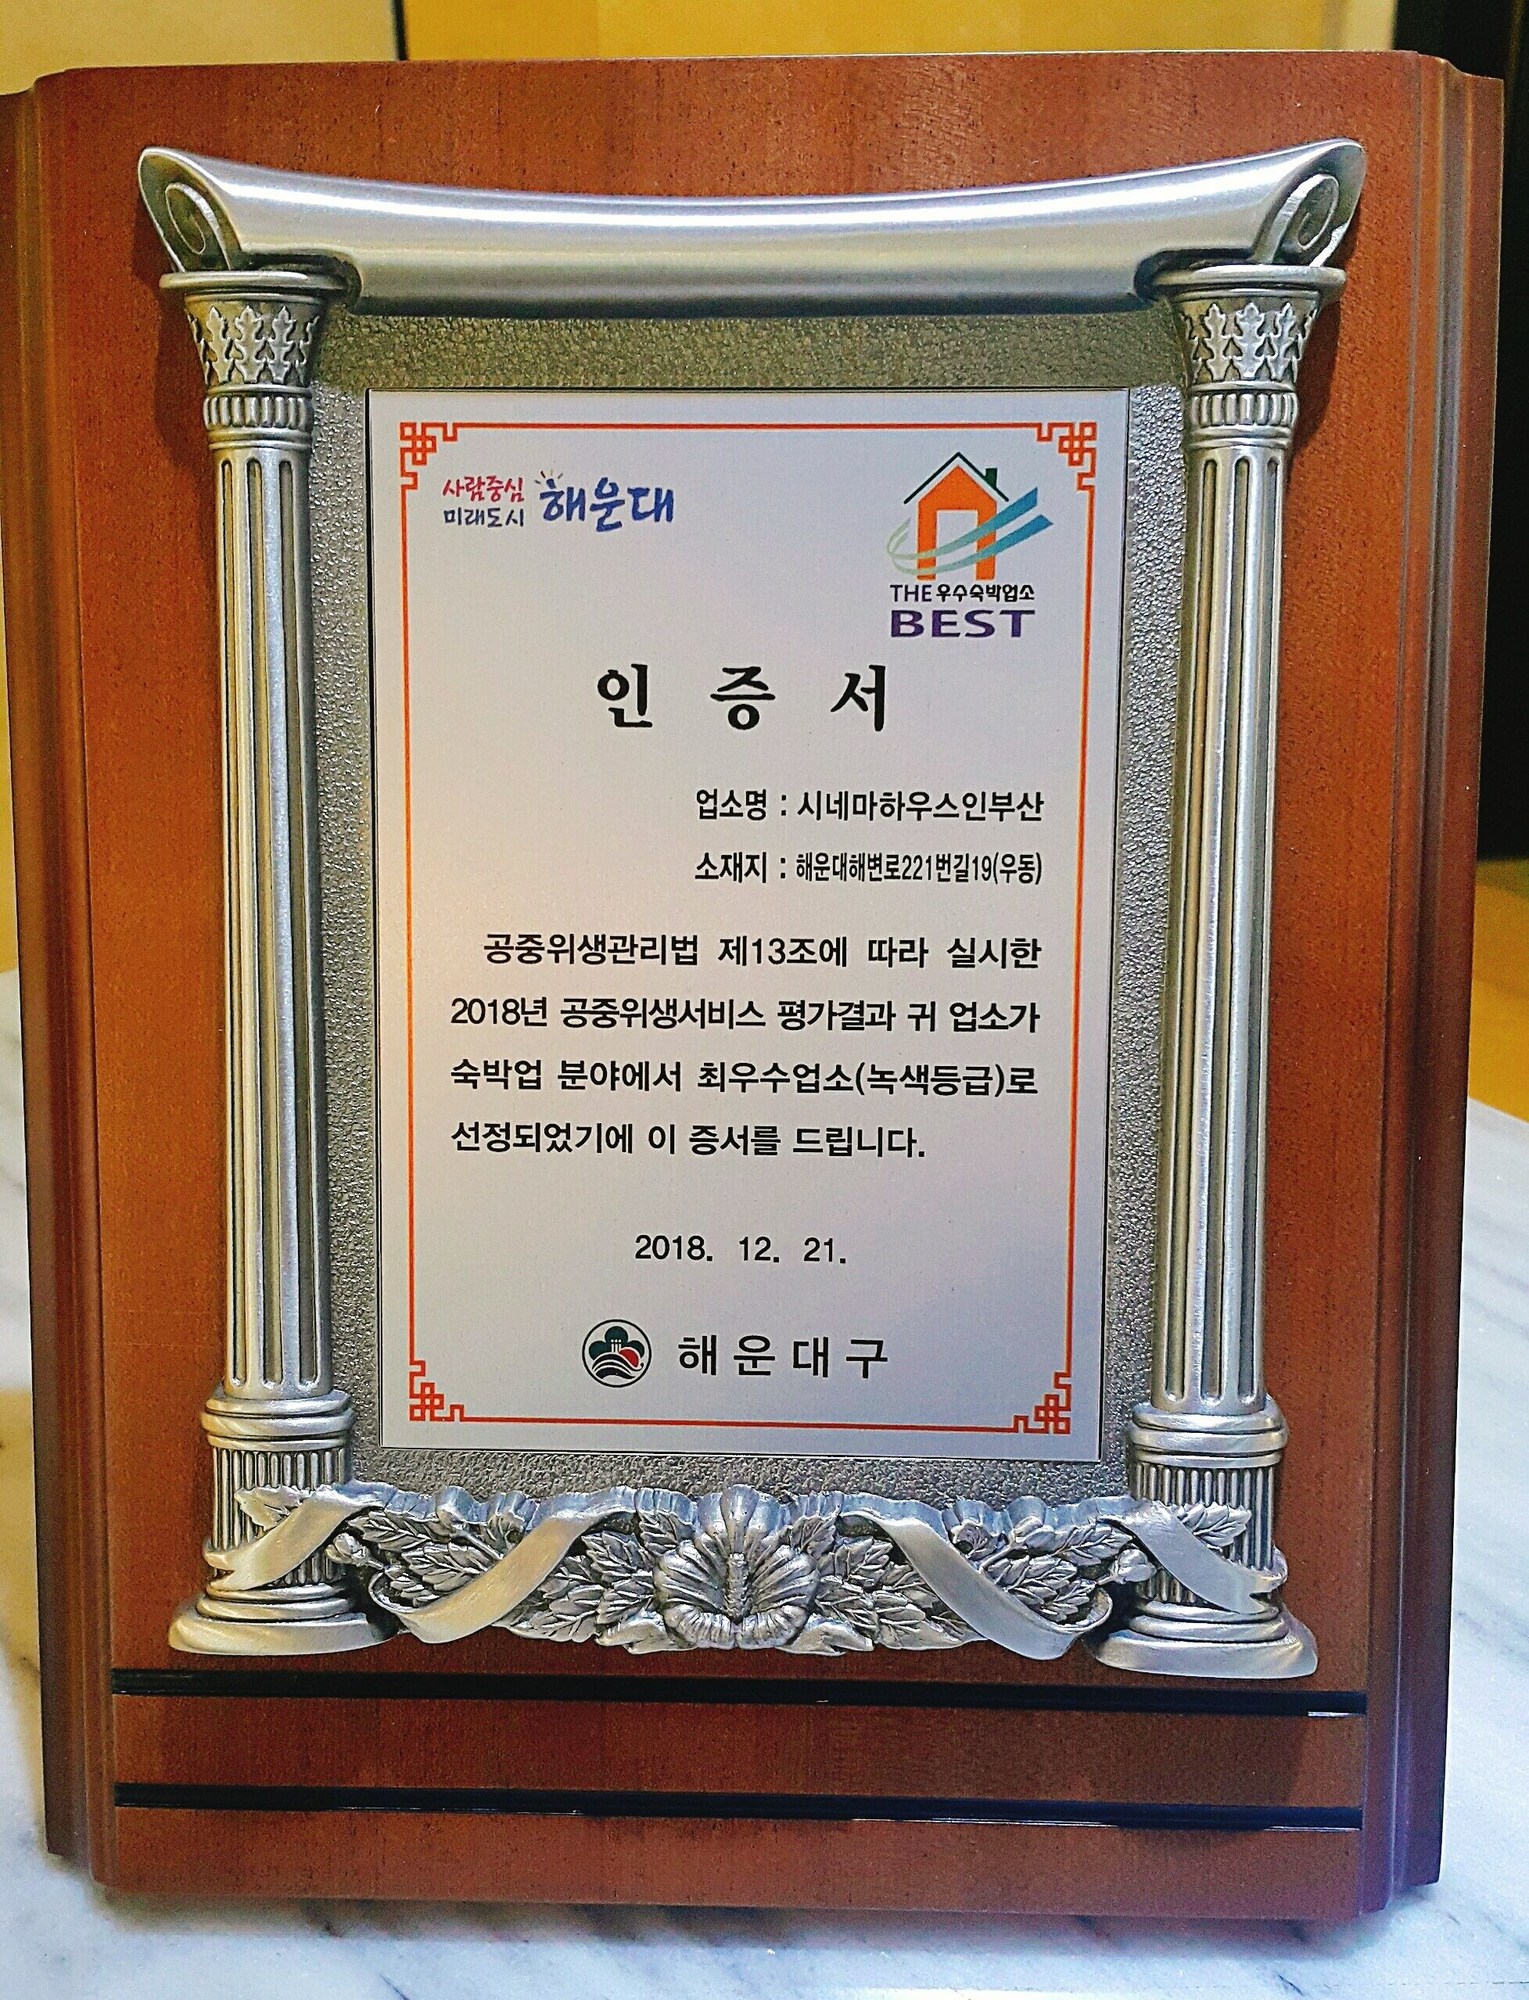 사람중심
미래도시 해운대
THE 우수숙박업소
BEST
인 증 서
업소명 : 시네마하우스인부산
소재지 : 해운대해변로221번길19(우동)
공중위생관리법 제13조에 따라 실시한
2018년 공중위생서비스 평가결과 귀 업소가
숙박업 분야에서 최우수업소(녹색등급)로
선정되었기에 이 증서를 드립니다.
2018. 12. 21.
해운대구